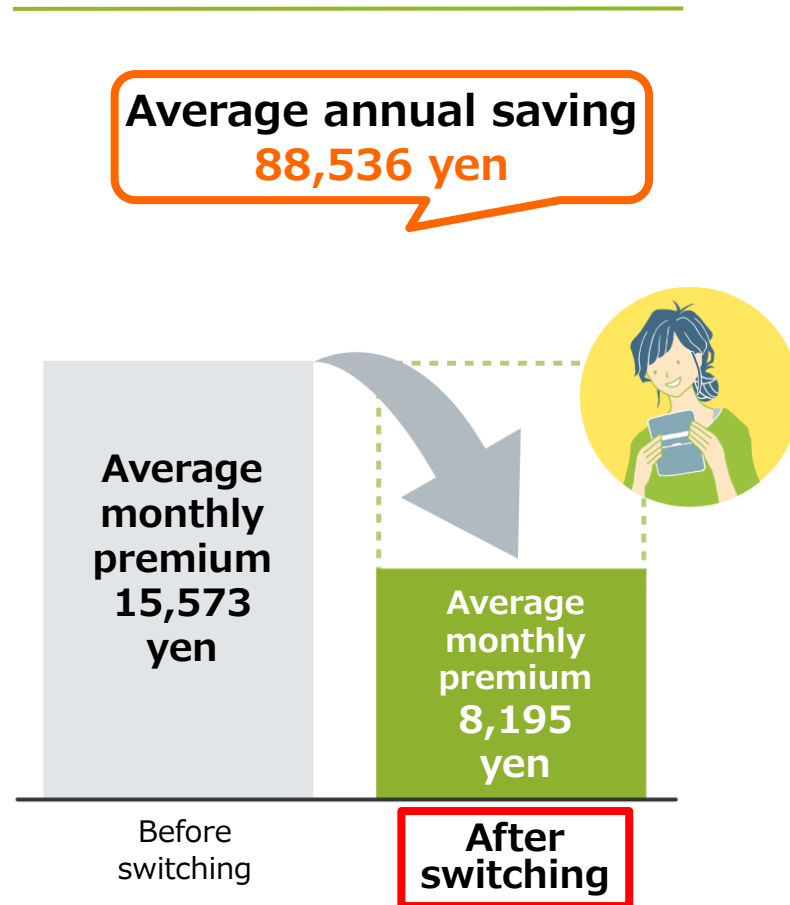 Average annual saving
88,536 yen
Average
monthly
premium
15,573
yen
Average
monthly
premium
8,195
yen
Before
switching
After
switching